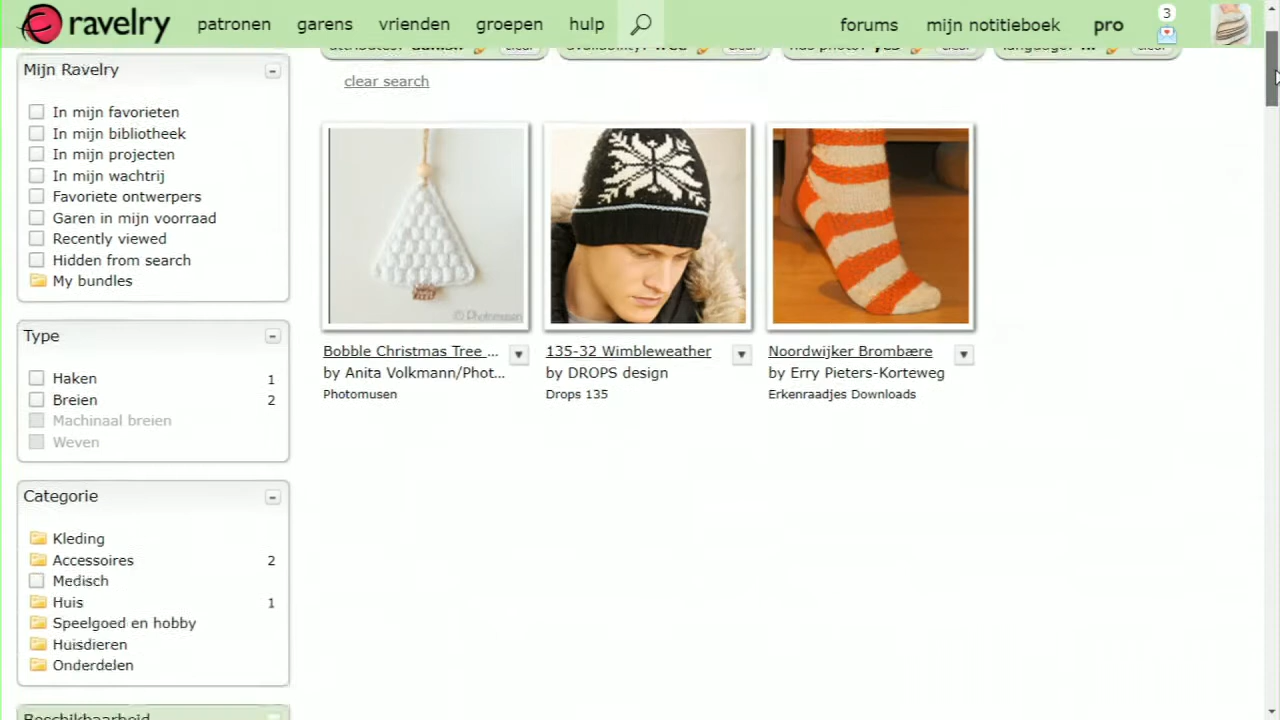 ravelry patronen garens vrienden groepen hulp forums mijn notitieboek pro 3
clear search
Mijn Ravelry
In mijn favorieten
In mijn bibliotheek
In mijn projecten
In mijn wachtrij
Favoriete ontwerpers
Garen in mijn voorraad
Recently viewed
Hidden from search
My bundles
Type
Haken 1
Breien 2
Machinaal breien
Weven
Categorie
Kleding
Accessoires 2
Medisch
Huis 1
Speelgoed en hobby
Huisdieren
Onderdelen
Beschikbaarheid
© Photomusen
Bobble Christmas Tree ...
by Anita Volkmann/Phot...
Photomusen
135-32 Wimbleweather
by DROPS design
Drops 135
Noordwijker Brombære
by Erry Pieters-Korteweg
Erkenraadjes Downloads